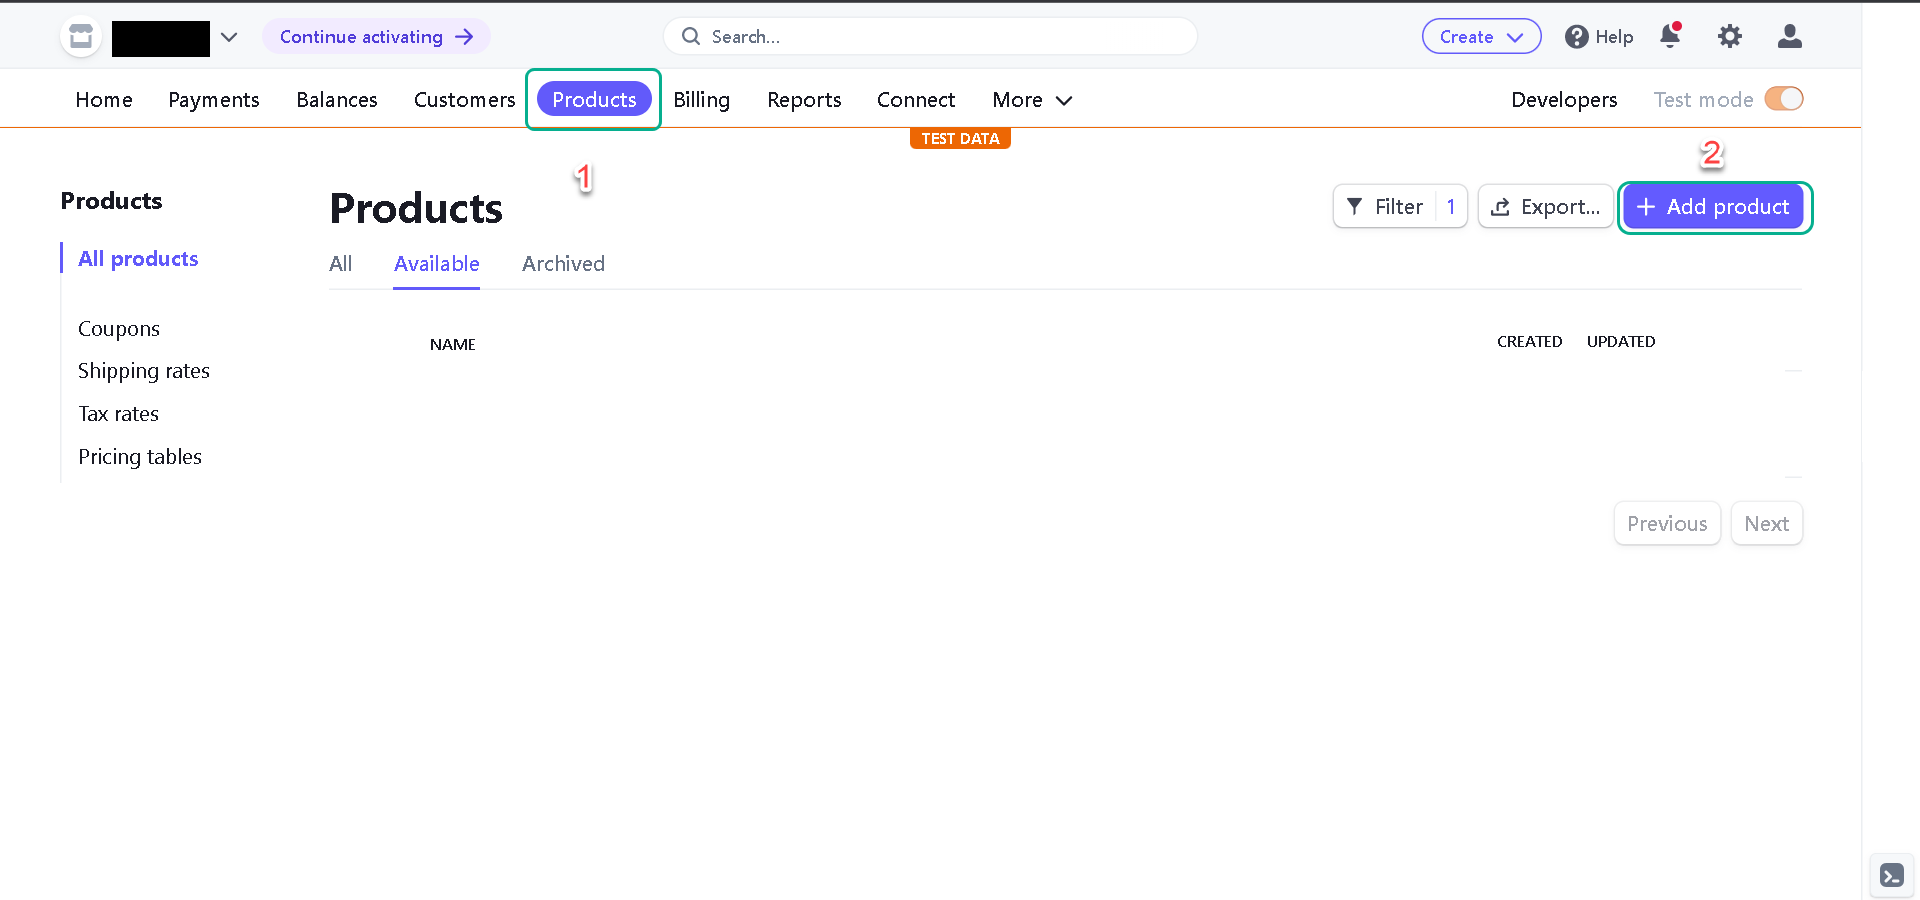 Continue activating
Search...
Create
Help
Home Payments Balances Customers Products Billing Reports Connect More Developers Test mode
TEST DATA
1
2
Products
All products
Coupons
Shipping rates
Tax rates
Pricing tables
Products
Filter 1
Export...
Add product
All Available Archived
NAME CREATED UPDATED
Previous Next